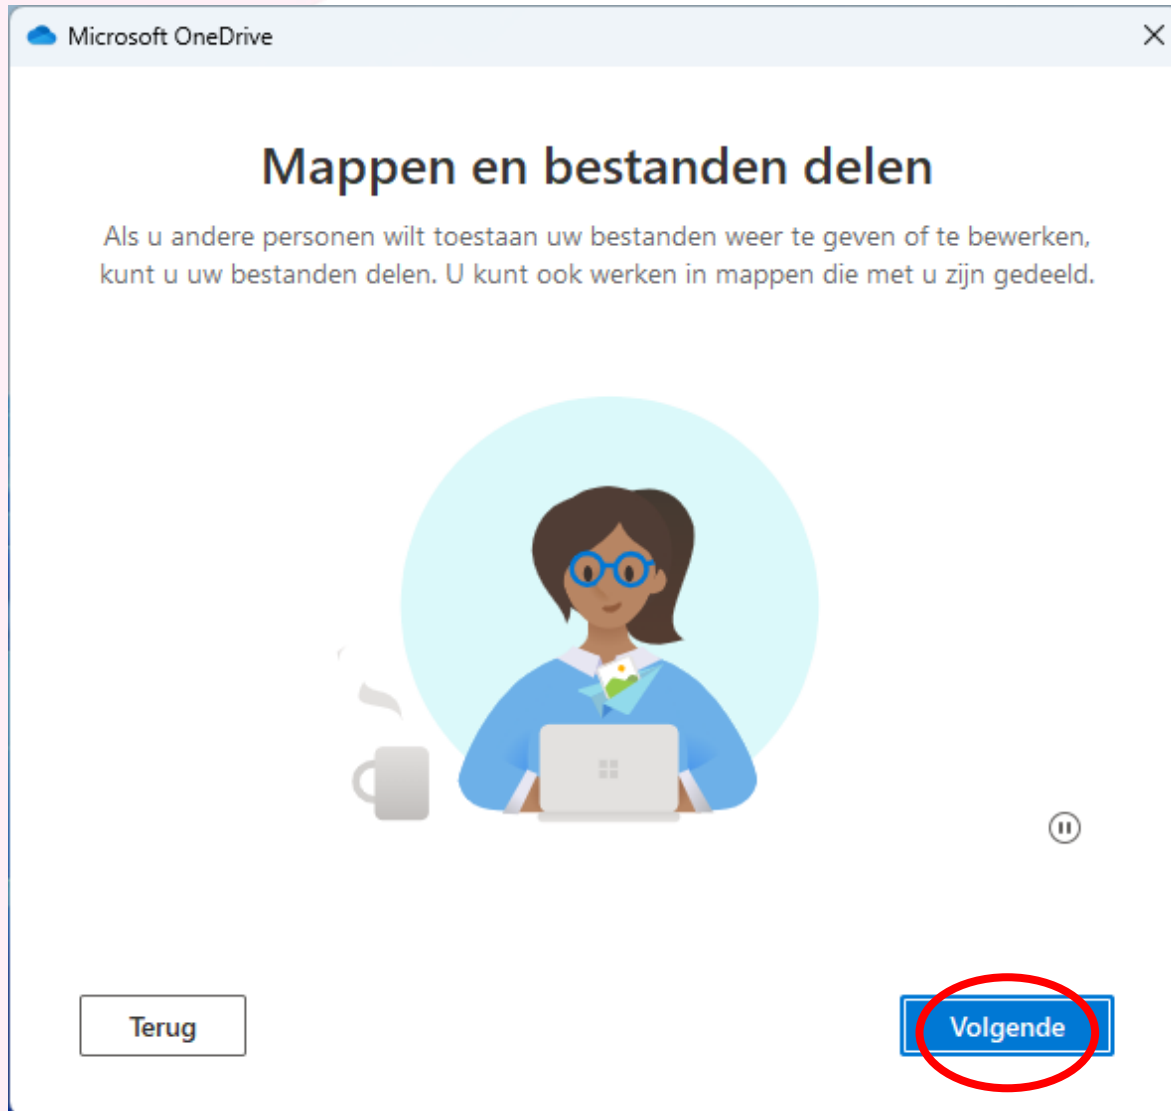 Microsoft OneDrive
Mappen en bestanden delen
Als u andere personen wilt toestaan uw bestanden weer te geven of te bewerken,
kunt u uw bestanden delen. U kunt ook werken in mappen die met u zijn gedeeld.
Terug
Volgende